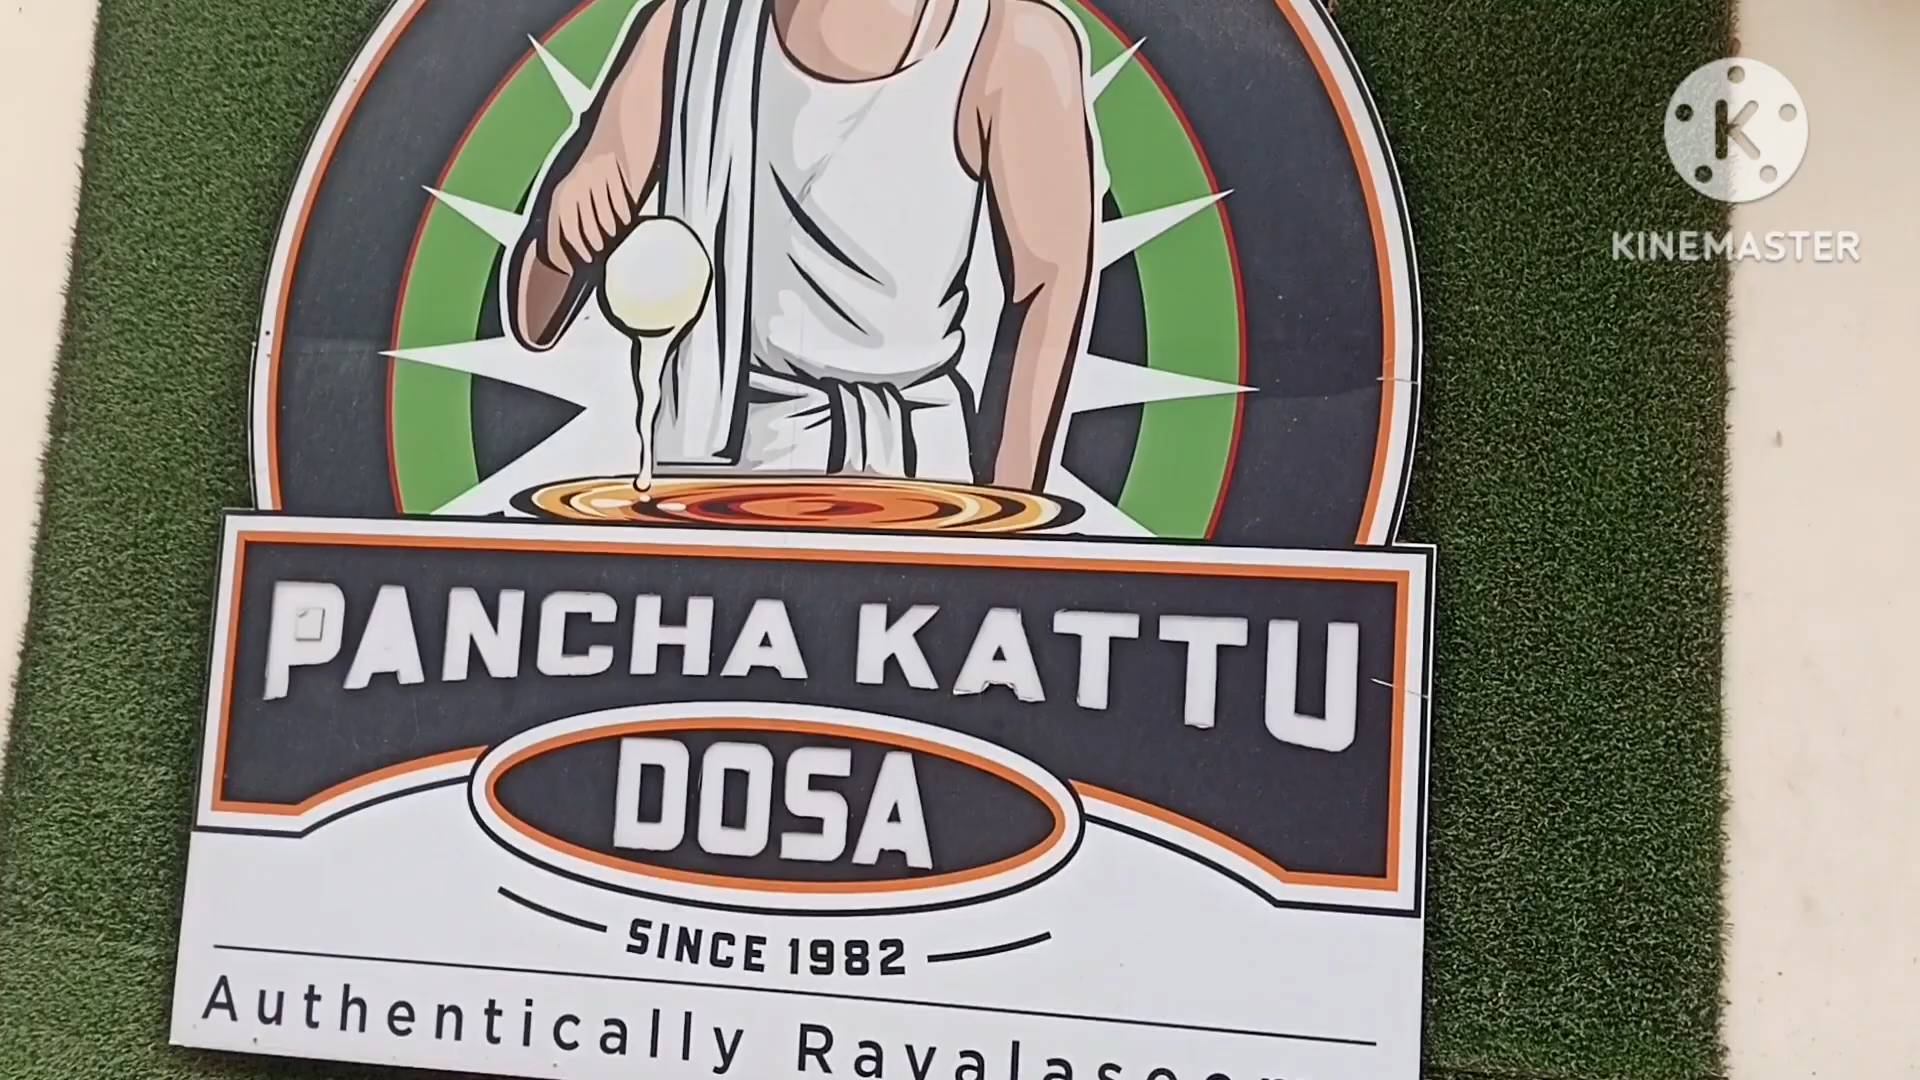 K
KINEMASTER
PANCHA KATTU
DOSA
SINCE 1982
Authentically